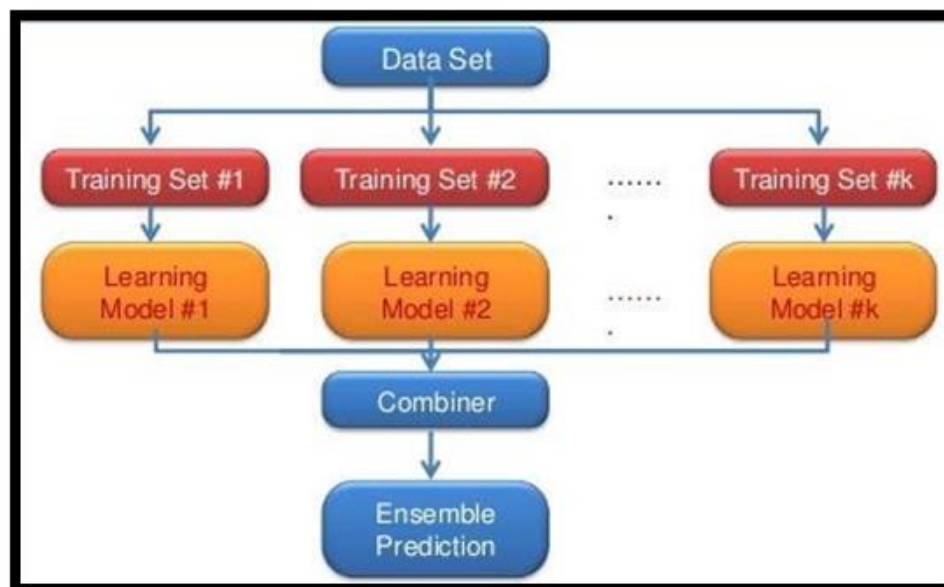 Data Set
Training Set #1
Training Set #2
......
.
Training Set #k
Learning
Model #1
Learning
Model #2
......
.
Learning
Model #k
Combiner
Ensemble
Prediction